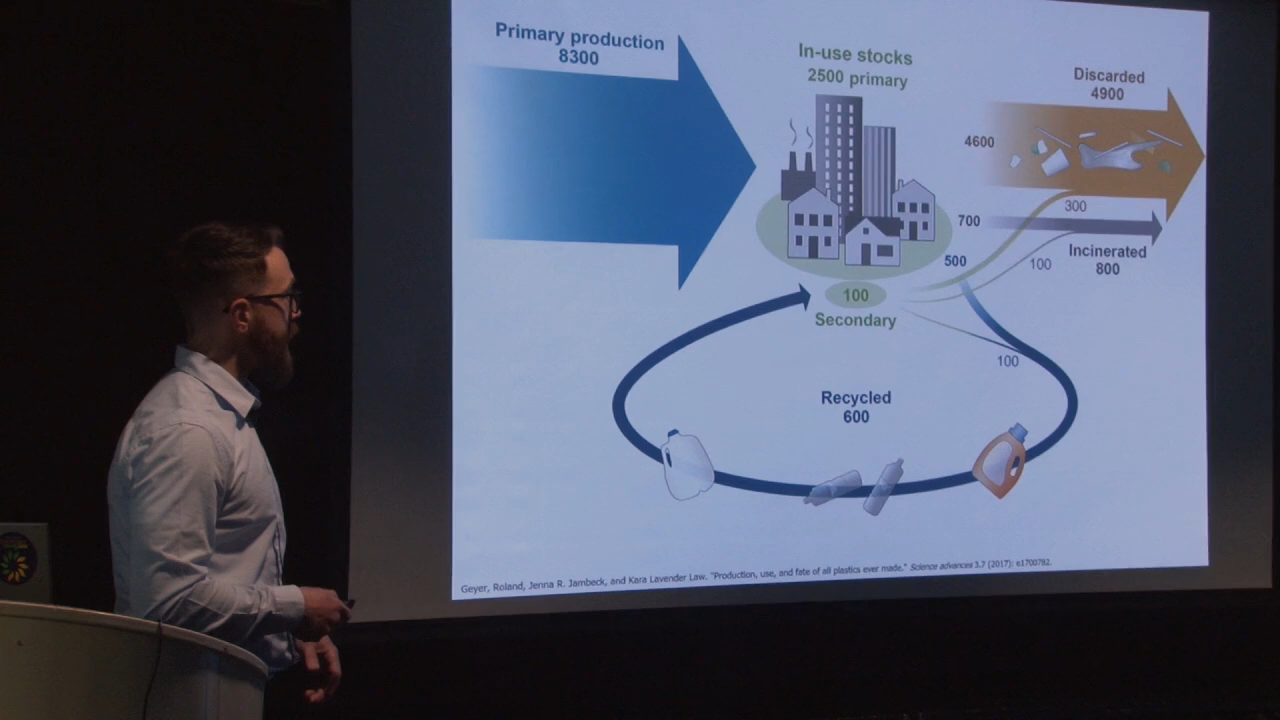 Primary production
8300
In-use stocks
2500 primary
Discarded
4900
4600
300
700
Incinerated
800
500
100
100
Secondary
100
Recycled
600
Geyer, Roland, Jenna R. Jambeck, and Kara Lavender Law. "Production, use, and fate of all plastics ever made." Science advances 3.7 (2017): e1700782.